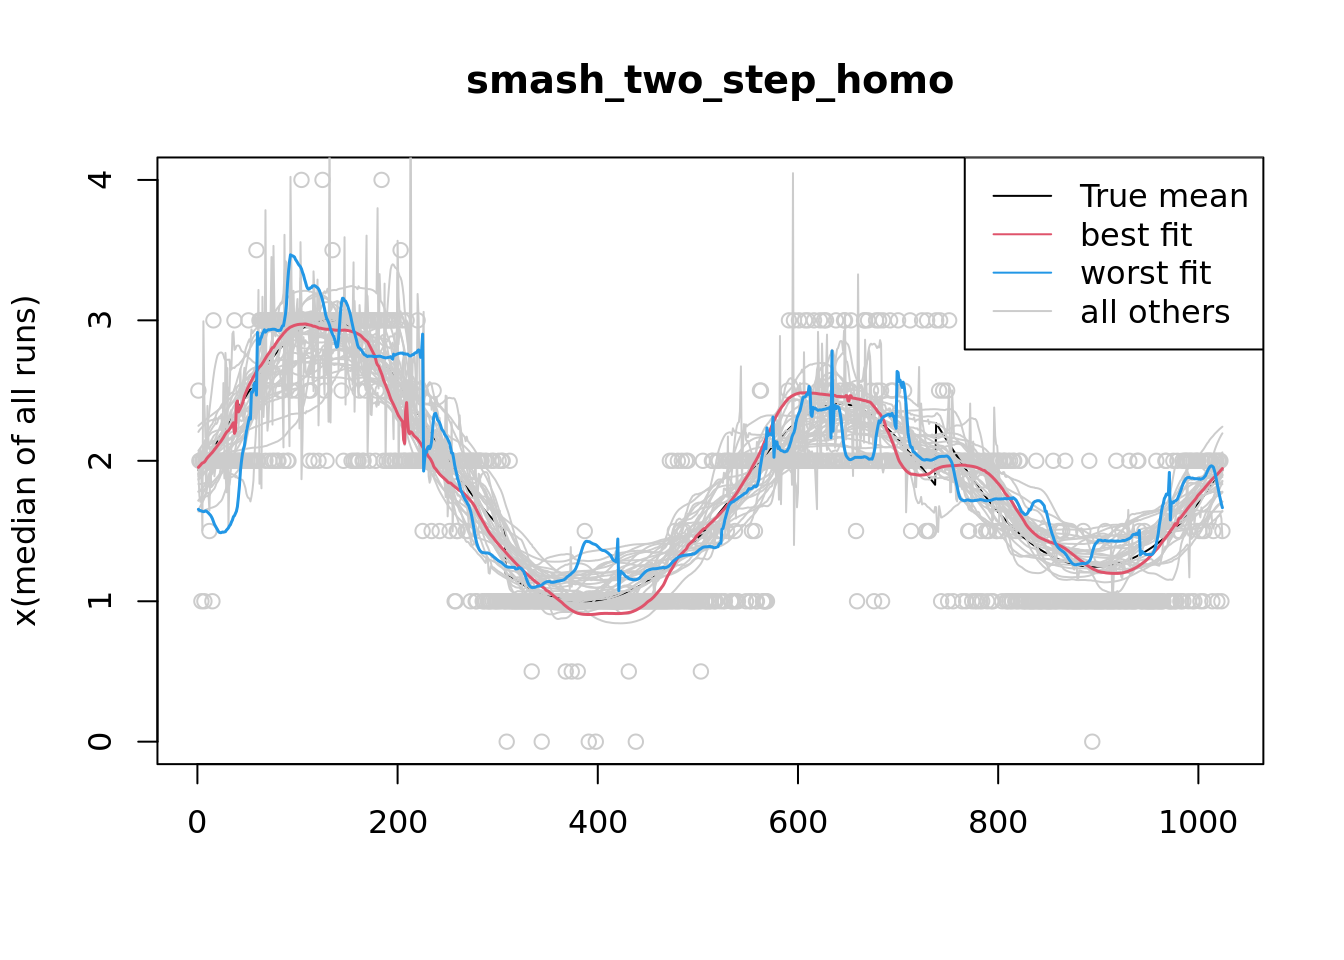 smash_two_step_homo
x(median of all runs)
4
3
2
1
0
True mean
best fit
worst fit
all others
0 200 400 600 800 1000